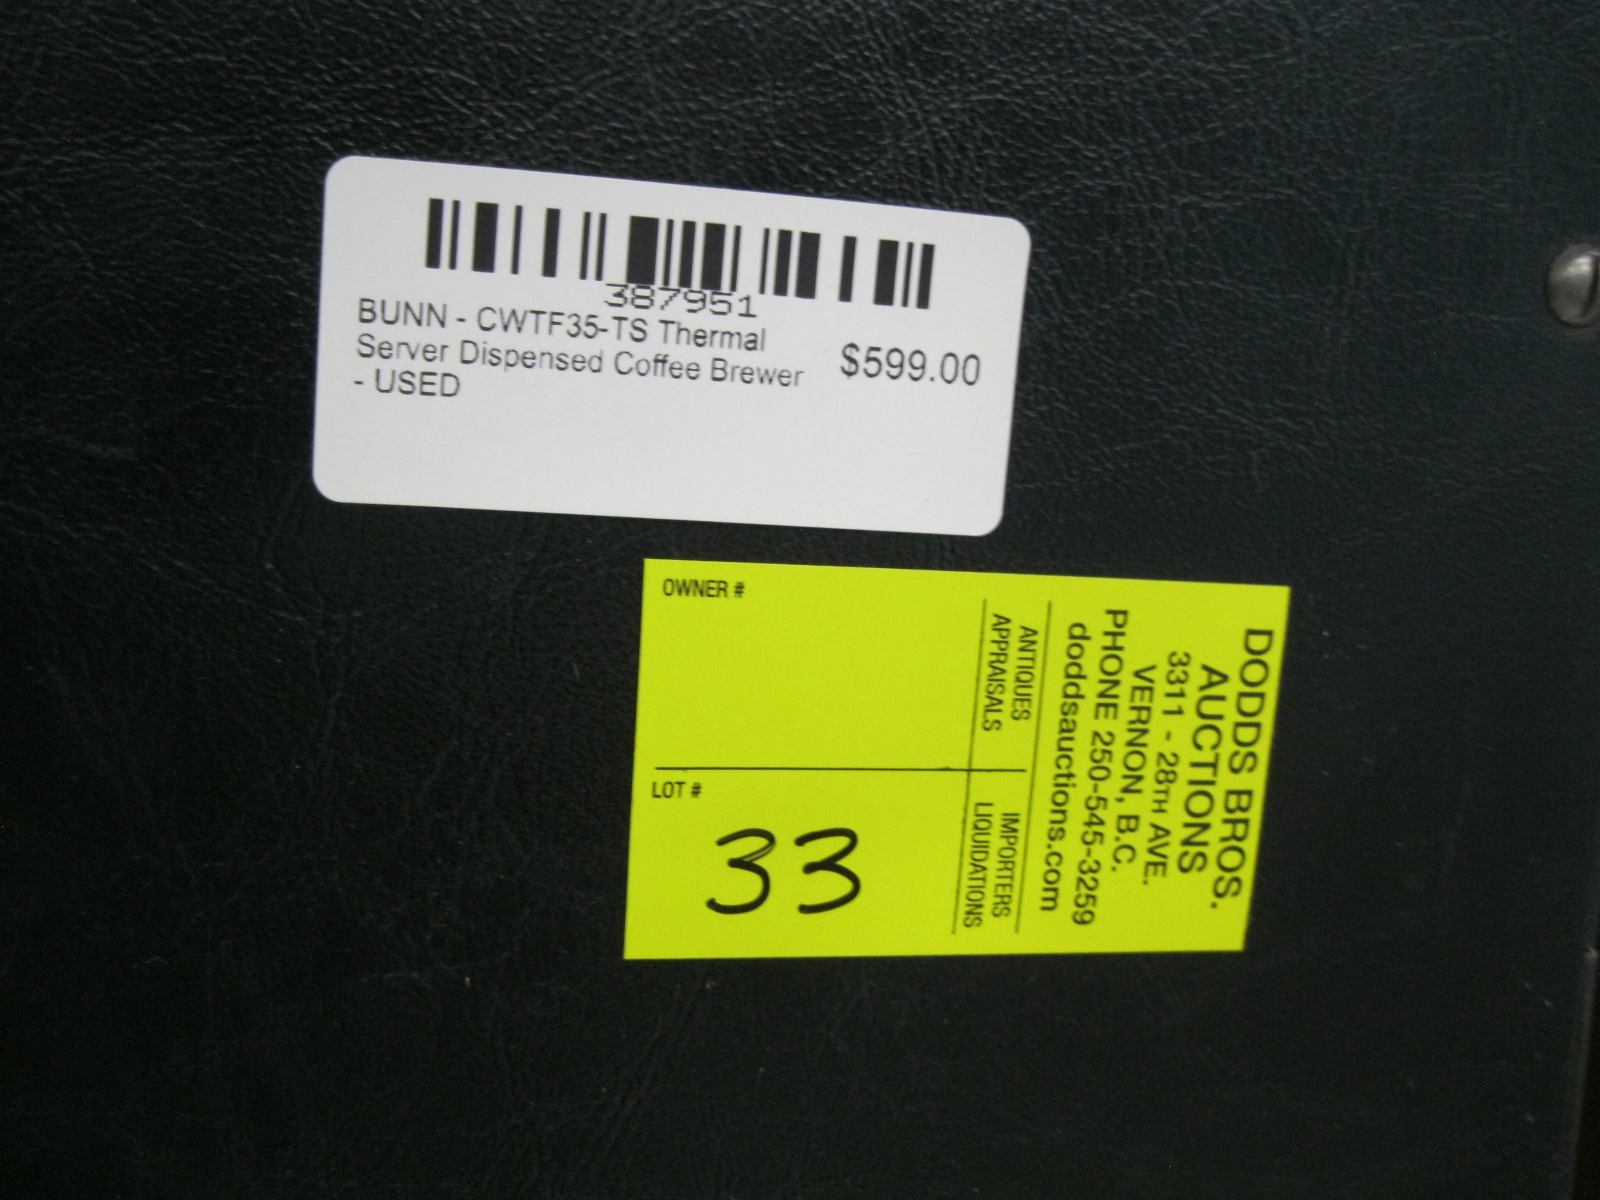 387951
BUNN - CWTF35-TS Thermal
Server Dispensed Coffee Brewer
- USED
$599.00
OWNER #
LOT #
33
DODDS BROS.
AUCTIONS
3311 - 28TH AVE.
VERNON, B.C.
PHONE 250-545-3259
doddsauctions.com
ANTIQUES
APPRAISALS
IMPORTERS
LIQUIDATIONS